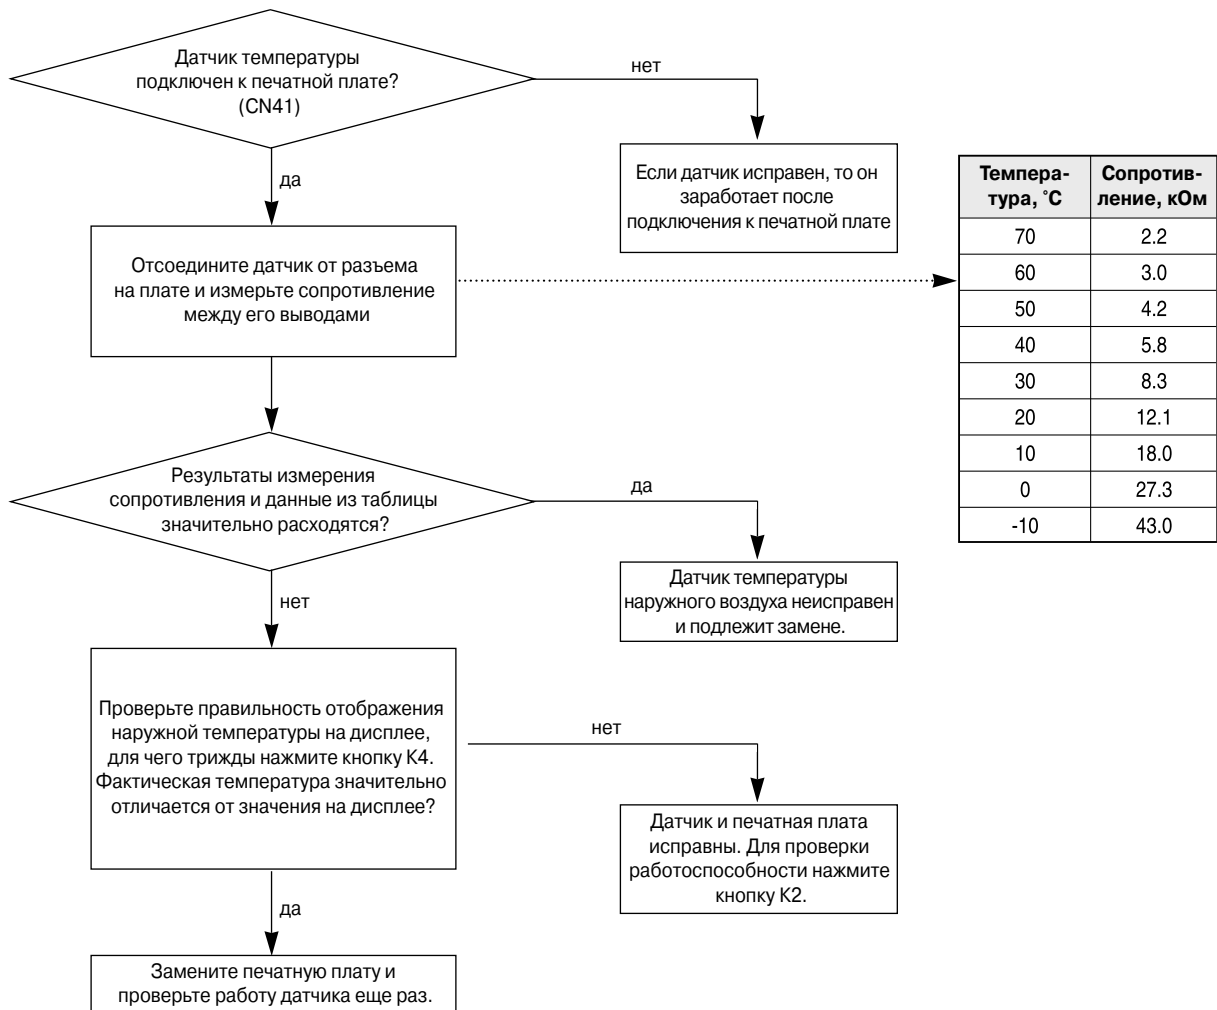 Датчик температуры
подключен к печатной плате?
(CN41)
нет
да
Если датчик исправен, то он
заработает после
подключения к печатной плате
Отсоедините датчик от разъема
на плате и измерьте сопротивление
между его выводами
Темпера- Сопротив-
тура, ˚C ление, кОм
70 2.2
60 3.0
50 4.2
40 5.8
30 8.3
20 12.1
10 18.0
0 27.3
-10 43.0
Результаты измерения
сопротивления и данные из таблицы
значительно расходятся?
да
нет
Датчик температуры
наружного воздуха неисправен
и подлежит замене.
Проверьте правильность отображения
наружной температуры на дисплее,
для чего трижды нажмите кнопку К4.
Фактическая температура значительно
отличается от значения на дисплее?
нет
да
Датчик и печатная плата
исправны. Для проверки
работоспособности нажмите
кнопку К2.
Замените печатную плату и
проверьте работу датчика еще раз.